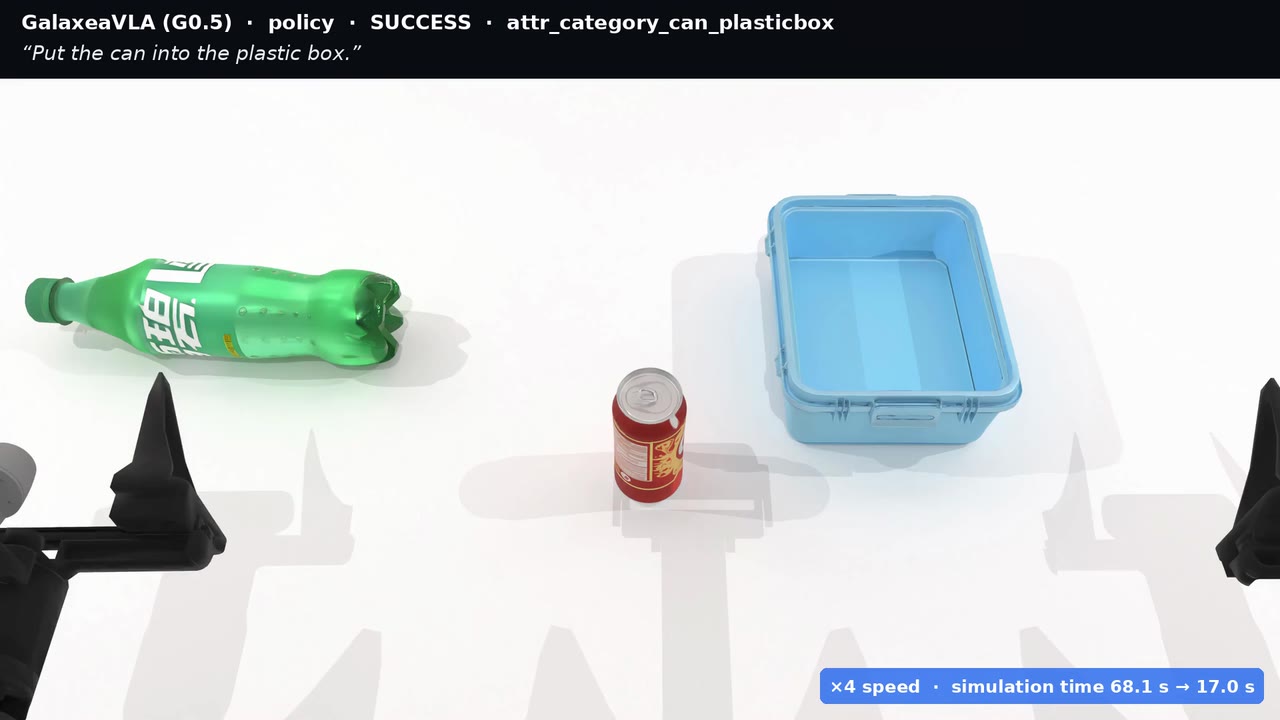 GalaxeaVLA (G0.5) · policy · SUCCESS · attr_category_can_plasticbox
“Put the can into the plastic box.”
×4 speed · simulation time 68.1 s → 17.0 s